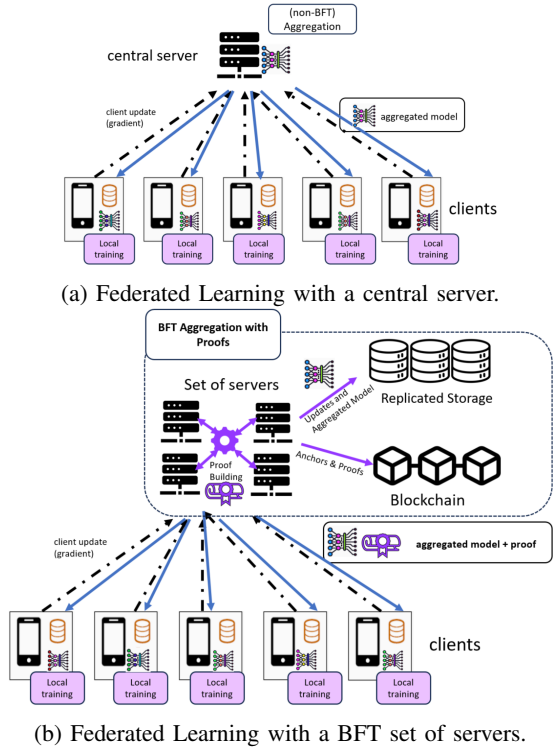 (non-BFT)
Aggregation
central server
client update
(gradient)
aggregated model
clients
Local
training
Local
training
Local
training
Local
training
Local
training
(a) Federated Learning with a central server.
BFT Aggregation with
Proofs
Set of servers
Updates and
Aggregated Model
Replicated Storage
Proof
Building
Anchors & Proofs
Blockchain
client update
(gradient)
aggregated model + proof
clients
Local
training
Local
training
Local
training
Local
training
Local
training
(b) Federated Learning with a BFT set of servers.